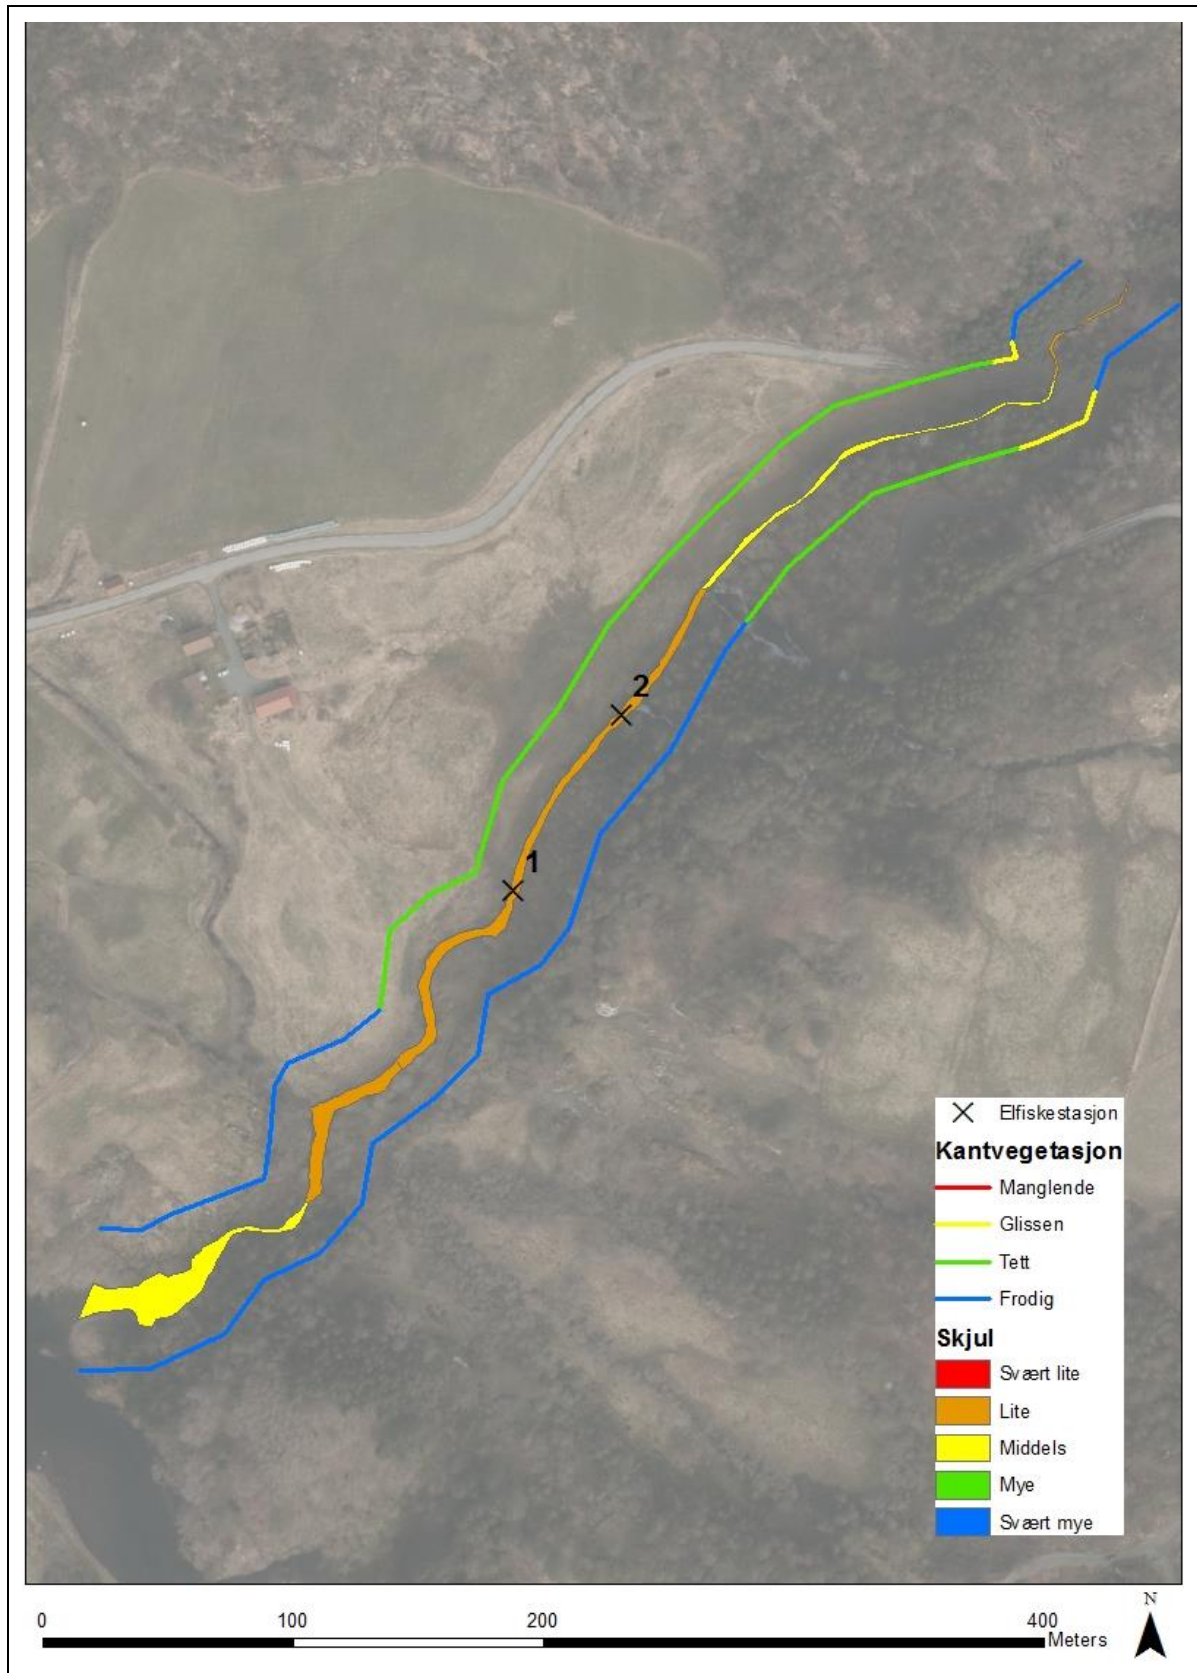 2
1
Elfiskestasjon
Kantvegetasjon
Manglende
Glissen
Tett
Frodig
Skjul
Svært lite
Lite
Middels
Mye
Svært mye
0 100 200 400
Meters
N